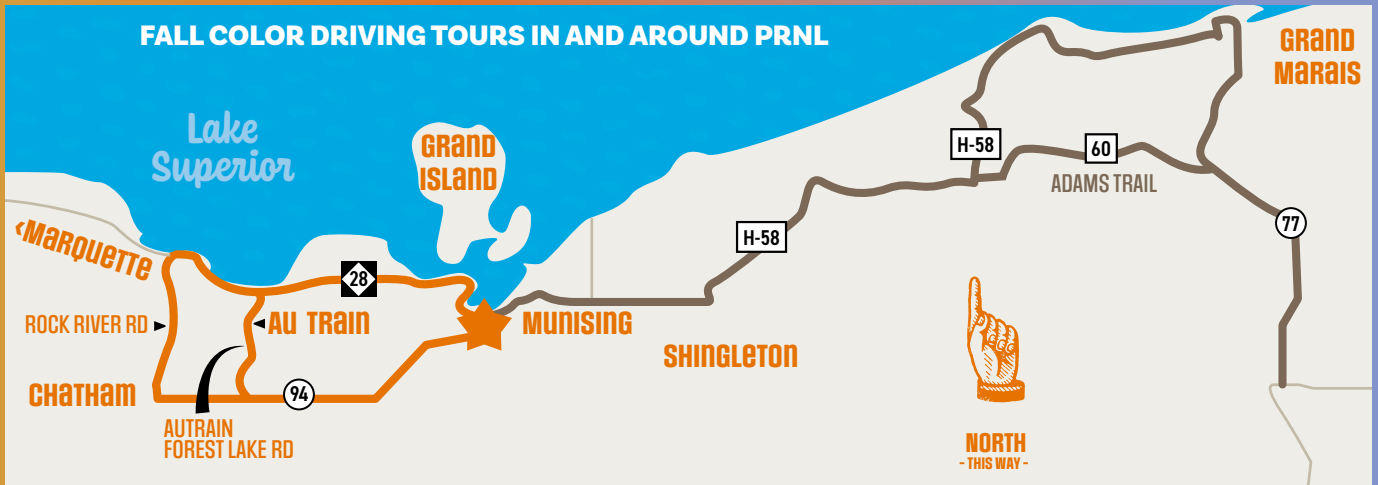 FALL COLOR DRIVING TOURS IN AND AROUND PRNL
GRAND
MARAIS
Lake
Superior
GRAND
ISLAND
H-58
60
ADAMS TRAIL
77
H-58
<MARQUETTE
28
ROCK RIVER RD
AU TRAIN
MUNISING
SHINGLETON
CHATHAM
94
AUTRAIN
FOREST LAKE RD
NORTH
- THIS WAY -